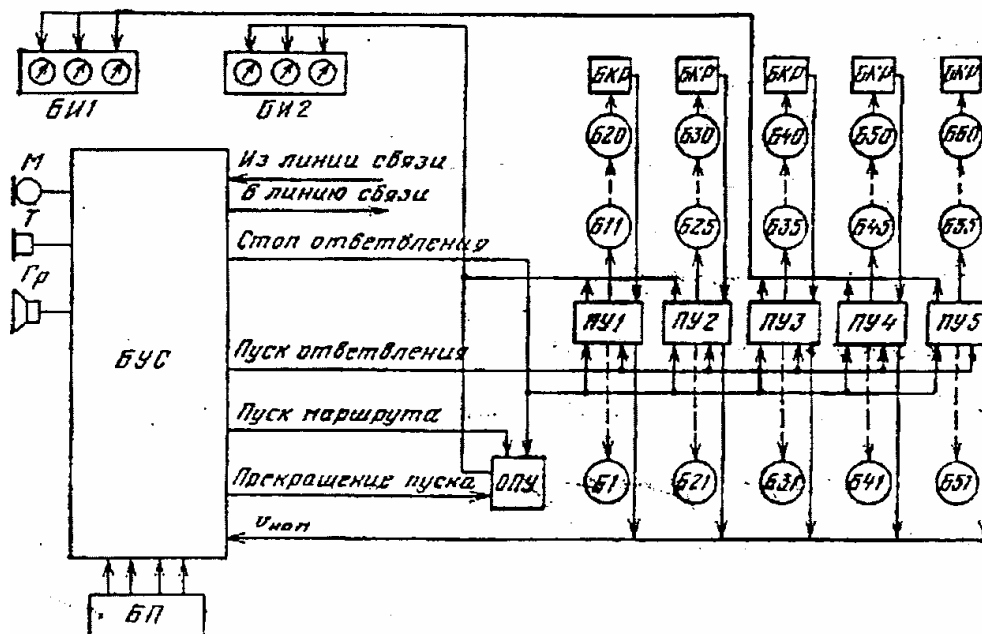 БИ1
БИ2
БКР БКР БКР БКР БКР
Б20 Б30 Б40 Б50 Б60
М
Т
Гр
БУС
Из линии связи
В линию связи
Стоп ответвления
Б11 Б25 Б35 Б45 Б55
ПУ1 ПУ2 ПУ3 ПУ4 ПУ5
Пуск ответвления
Пуск маршрута
Прекращение пуска
ОПУ
Б1 Б21 Б31 Б41 Б51
vном
БП